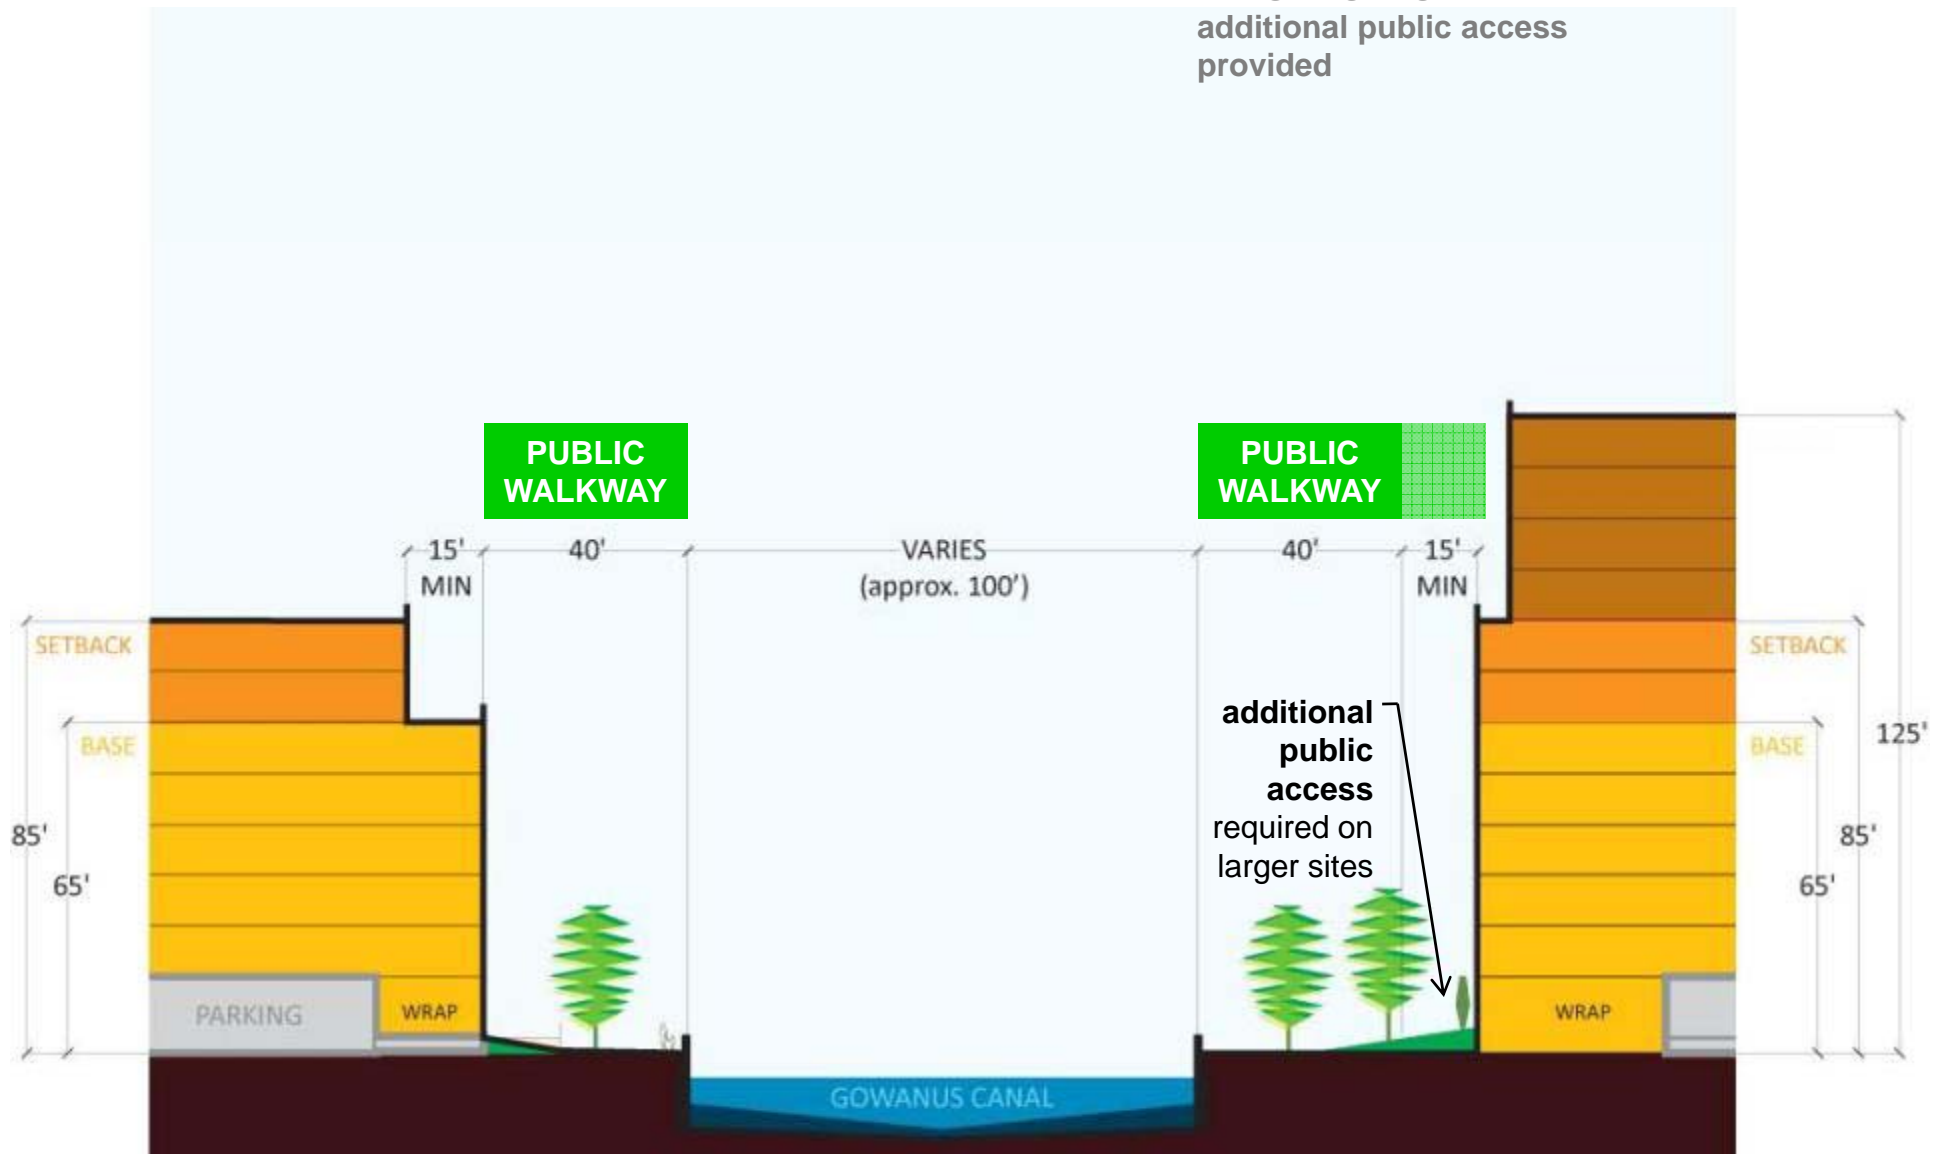 additional public access
provided
PUBLIC
WALKWAY
PUBLIC
WALKWAY
15'
MIN
40'
VARIES
(approx. 100')
40'
15'
MIN
SETBACK
BASE
85'
65'
PARKING
WRAP
additional
public
access
required on
larger sites
SETBACK
BASE
125'
85'
65'
WRAP
GOWANUS CANAL